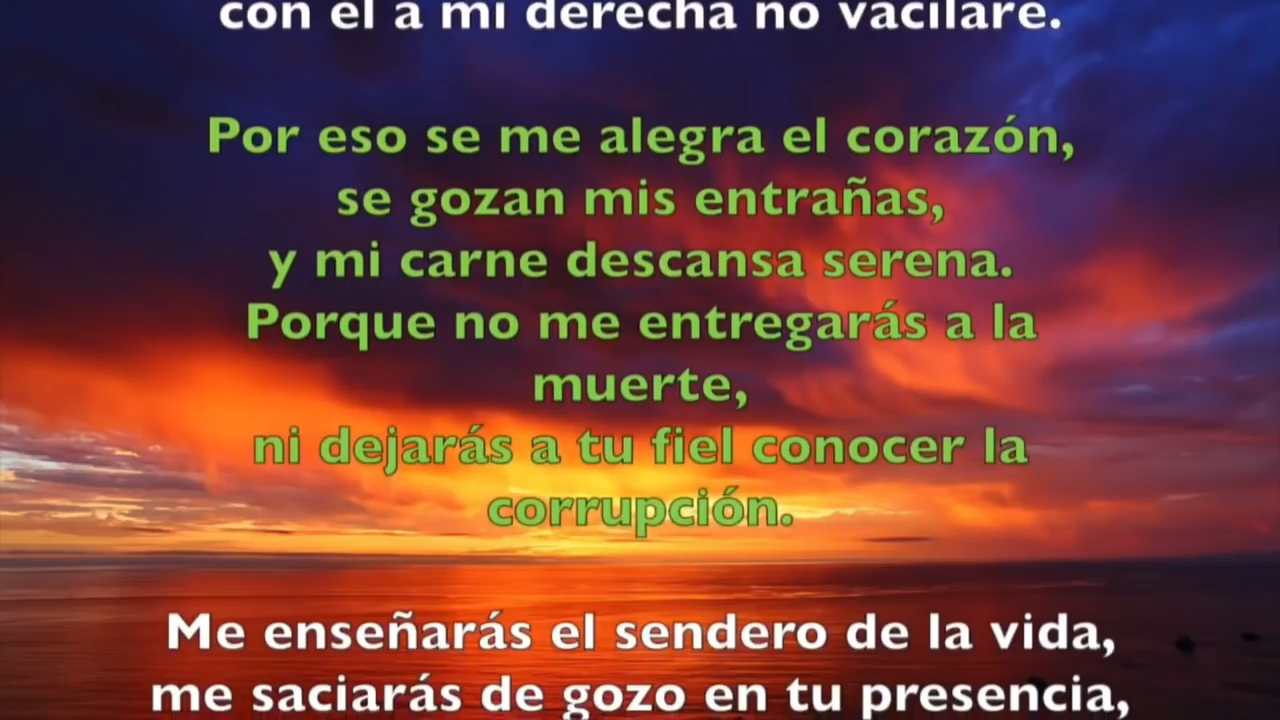 con él a mi derecha no vacilaré.
Por eso se me alegra el corazón,
se gozan mis entrañas,
y mi carne descansa serena.
Porque no me entregarás a la
muerte,
ni dejarás a tu fiel conocer la
corrupción.
Me enseñarás el sendero de la vida,
me saciarás de gozo en tu presencia,